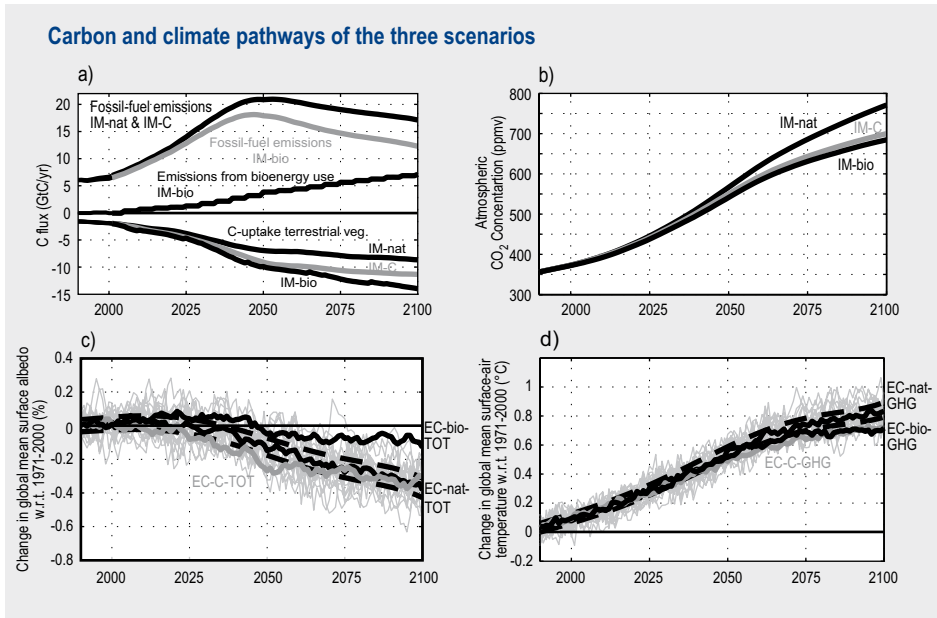 Carbon and climate pathways of the three scenarios
a)
C flux (GtC/yr)
20
15
10
5
0
-5
-10
-15
Fossil-fuel emissions
IM-nat & IM-C
Fossil-fuel emissions
IM-bio
Emissions from bioenergy use
IM-bio
C-uptake terrestrial veg.
IM-nat
IM-C
IM-bio
2000
2025
2050
2075
2100
b)
Atmospheric
CO2 Concentartion (ppmv)
800
700
600
500
400
300
IM-nat
IM-C
IM-bio
2000
2025
2050
2075
2100
c)
Change in global mean surface albedo
w.r.t. 1971-2000 (%)
0.4
0.2
0
-0.2
-0.4
-0.6
-0.8
EC-bio-
TOT
EC-C-TOT
EC-nat-
TOT
2000
2025
2050
2075
2100
d)
Change in global mean surface-air
temperature w.r.t. 1971-2000 (°C)
1
0.8
0.6
0.4
0.2
0
-0.2
EC-nat-
GHG
EC-bio-
GHG
EC-C-GHG
2000
2025
2050
2075
2100